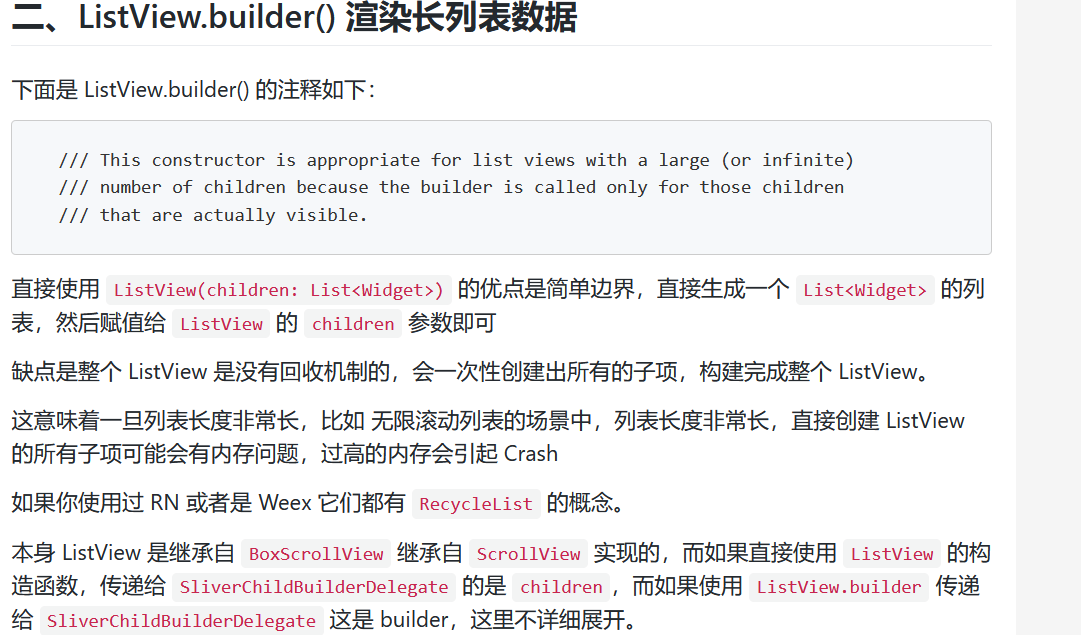 二、ListView.builder() 渲染长列表数据
下面是 ListView.builder() 的注释如下：
/// This constructor is appropriate for list views with a large (or infinite)
/// number of children because the builder is called only for those children
/// that are actually visible.
直接使用 ListView(children: List<Widget>) 的优点是简单边界，直接生成一个 List<Widget> 的列
表，然后赋值给 ListView 的 children 参数即可
缺点是整个 ListView 是没有回收机制的，会一次性创建出所有的子项，构建完成整个 ListView。
这意味着一旦列表长度非常长，比如 无限滚动列表的场景中，列表长度非常长，直接创建 ListView
的所有子项可能会有内存问题，过高的内存会引起 Crash
如果你使用过 RN 或者是 Weex 它们都有 RecycleList 的概念。
本身 ListView 是继承自 BoxScrollView 继承自 ScrollView 实现的，而如果直接使用 ListView 的构
造函数，传递给 SliverChildBuilderDelegate 的是 children ，而如果使用 ListView.builder 传递
给 SliverChildBuilderDelegate 这是 builder，这里不详细展开。